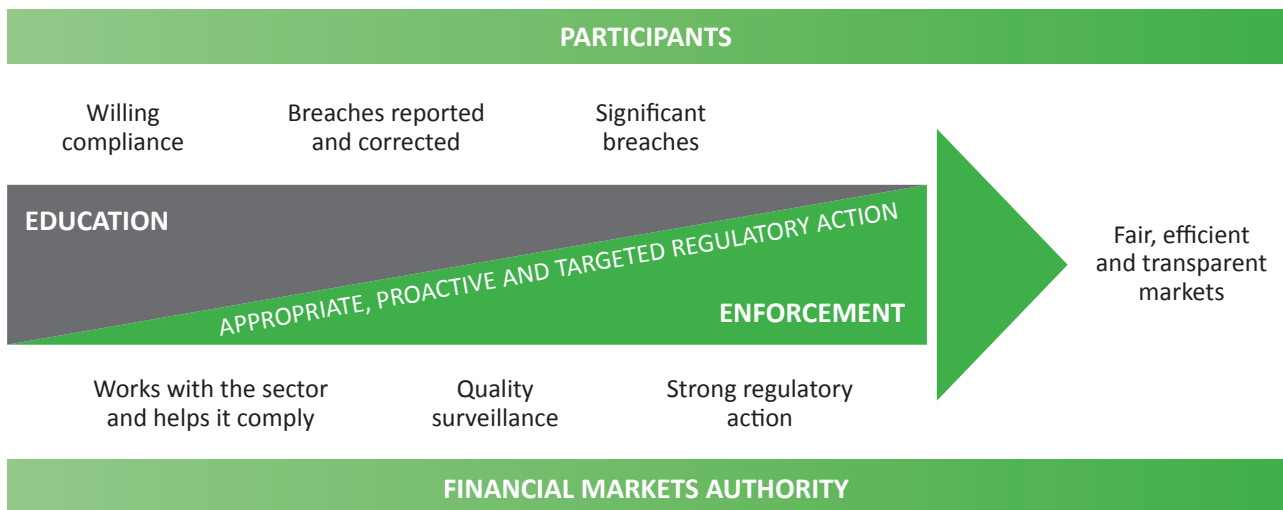 PARTICIPANTS
Willing
compliance
Breaches reported
and corrected
Significant
breaches
EDUCATION
APPROPRIATE, PROACTIVE AND TARGETED REGULATORY ACTION
ENFORCEMENT
Fair, efficient
and transparent
markets
Works with the sector
and helps it comply
Quality
surveillance
Strong regulatory
action
FINANCIAL MARKETS AUTHORITY